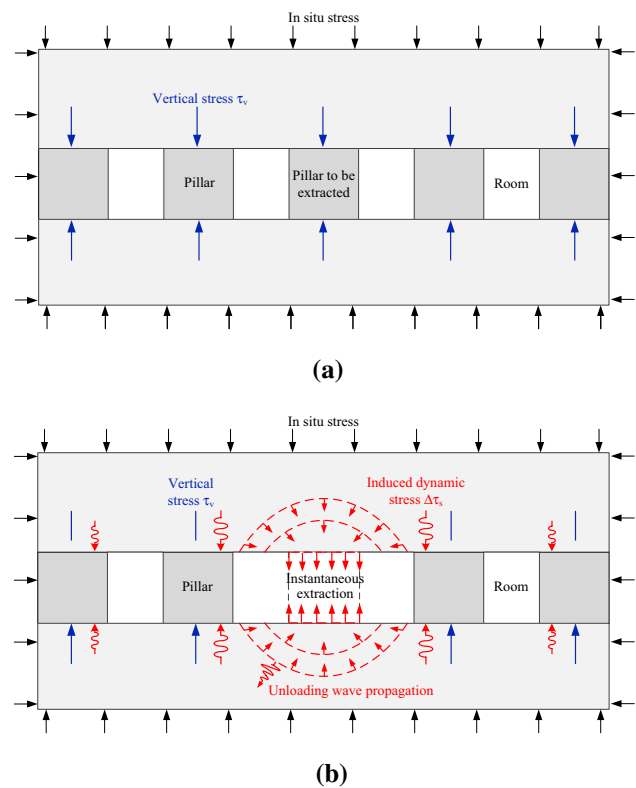 In situ stress
Vertical stress τv
Pillar
Pillar to be
extracted
Room
(a)
In situ stress
Vertical
stress τv
Induced dynamic
stress Δτs
Pillar
Instantaneous
extraction
Room
Unloading wave propagation
(b)